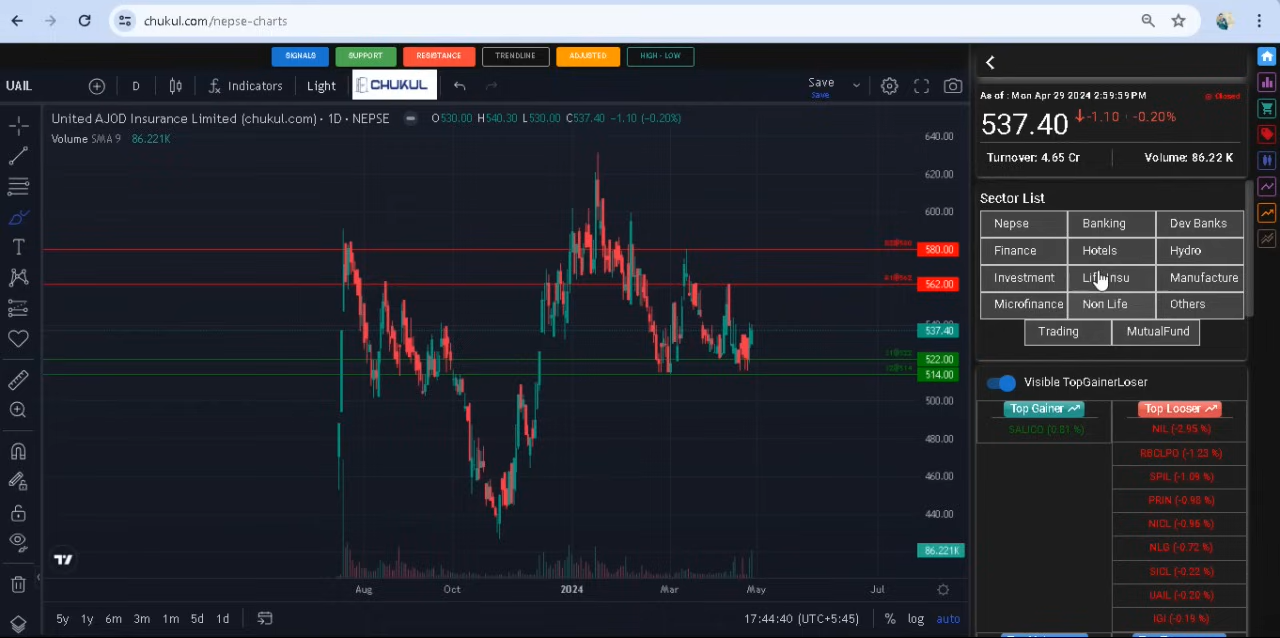 chukul.com/nepse-charts
SIGNALS SUPPORT RESISTANCE TRENDLINE ADJUSTED HIGH - LOW
UAIL D Indicators Light CHUKUL Save
Save
United AJOD Insurance Limited (chukul.com) · 1D · NEPSE O530.00 H540.30 L530.00 C537.40 -1.10 (-0.20%)
Volume SMA 9 86.221K
640.00
620.00
600.00
580.00
562.00
537.40
522.00
514.00
500.00
480.00
460.00
440.00
86.221K
Aug Oct 2024 Mar May Jul
5y 1y 6m 3m 1m 5d 1d 17:44:40 (UTC+5:45) % log auto
As of : Mon Apr 29 2024 2:59:59 PM Closed
537.40 -1.10 -0.20%
Turnover: 4.65 Cr Volume: 86.22 K
Sector List
Nepse Banking Dev Banks
Finance Hotels Hydro
Investment Manufacture
Microfinance Non Life Others
Trading MutualFund
Visible TopGainerLoser
Top Gainer Top Looser
SALICO (0.81 %) NIL (-2.95 %)
RBCLPO (-1.23 %)
SPIL (-1.09 %)
PRIN (-0.98 %)
NICL (-0.96 %)
NLG (-0.72 %)
SICL (-0.22 %)
UAIL (-0.20 %)
IGI (-0.19 %)